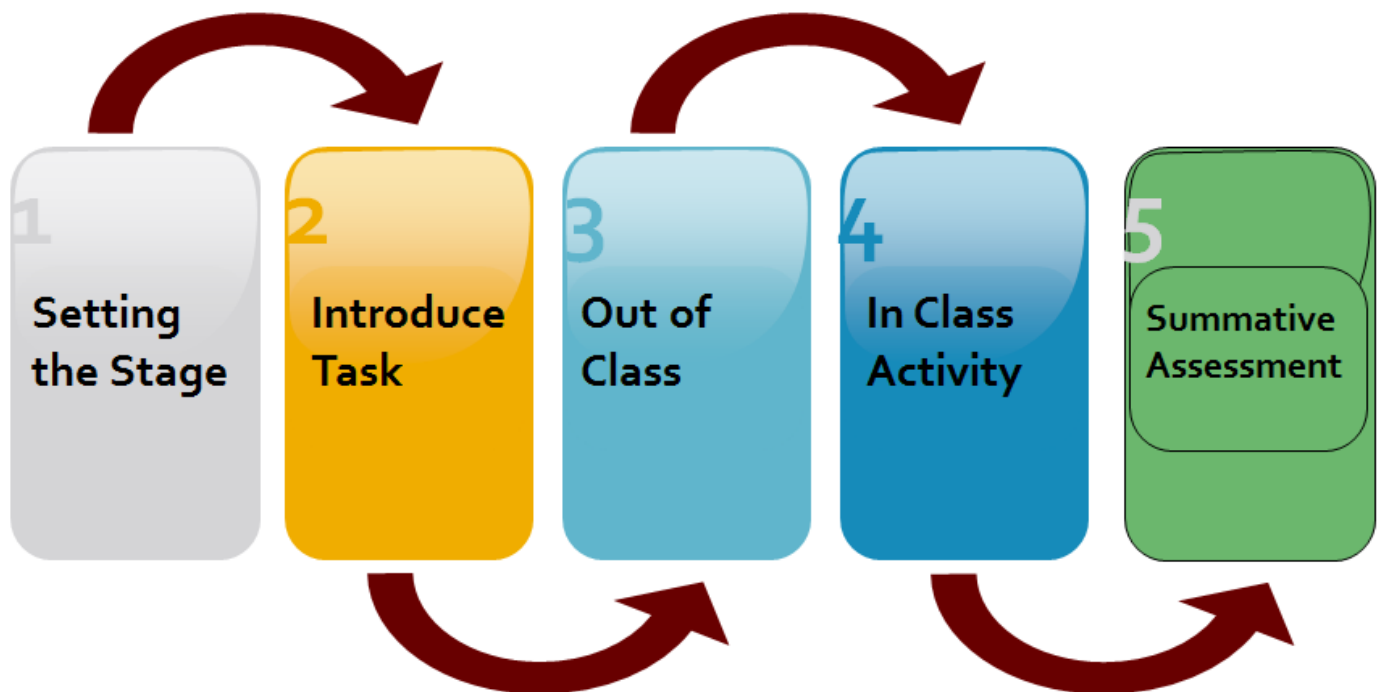 1
Setting
the Stage
2
Introduce
Task
3
Out of
Class
4
In Class
Activity
5
Summative
Assessment